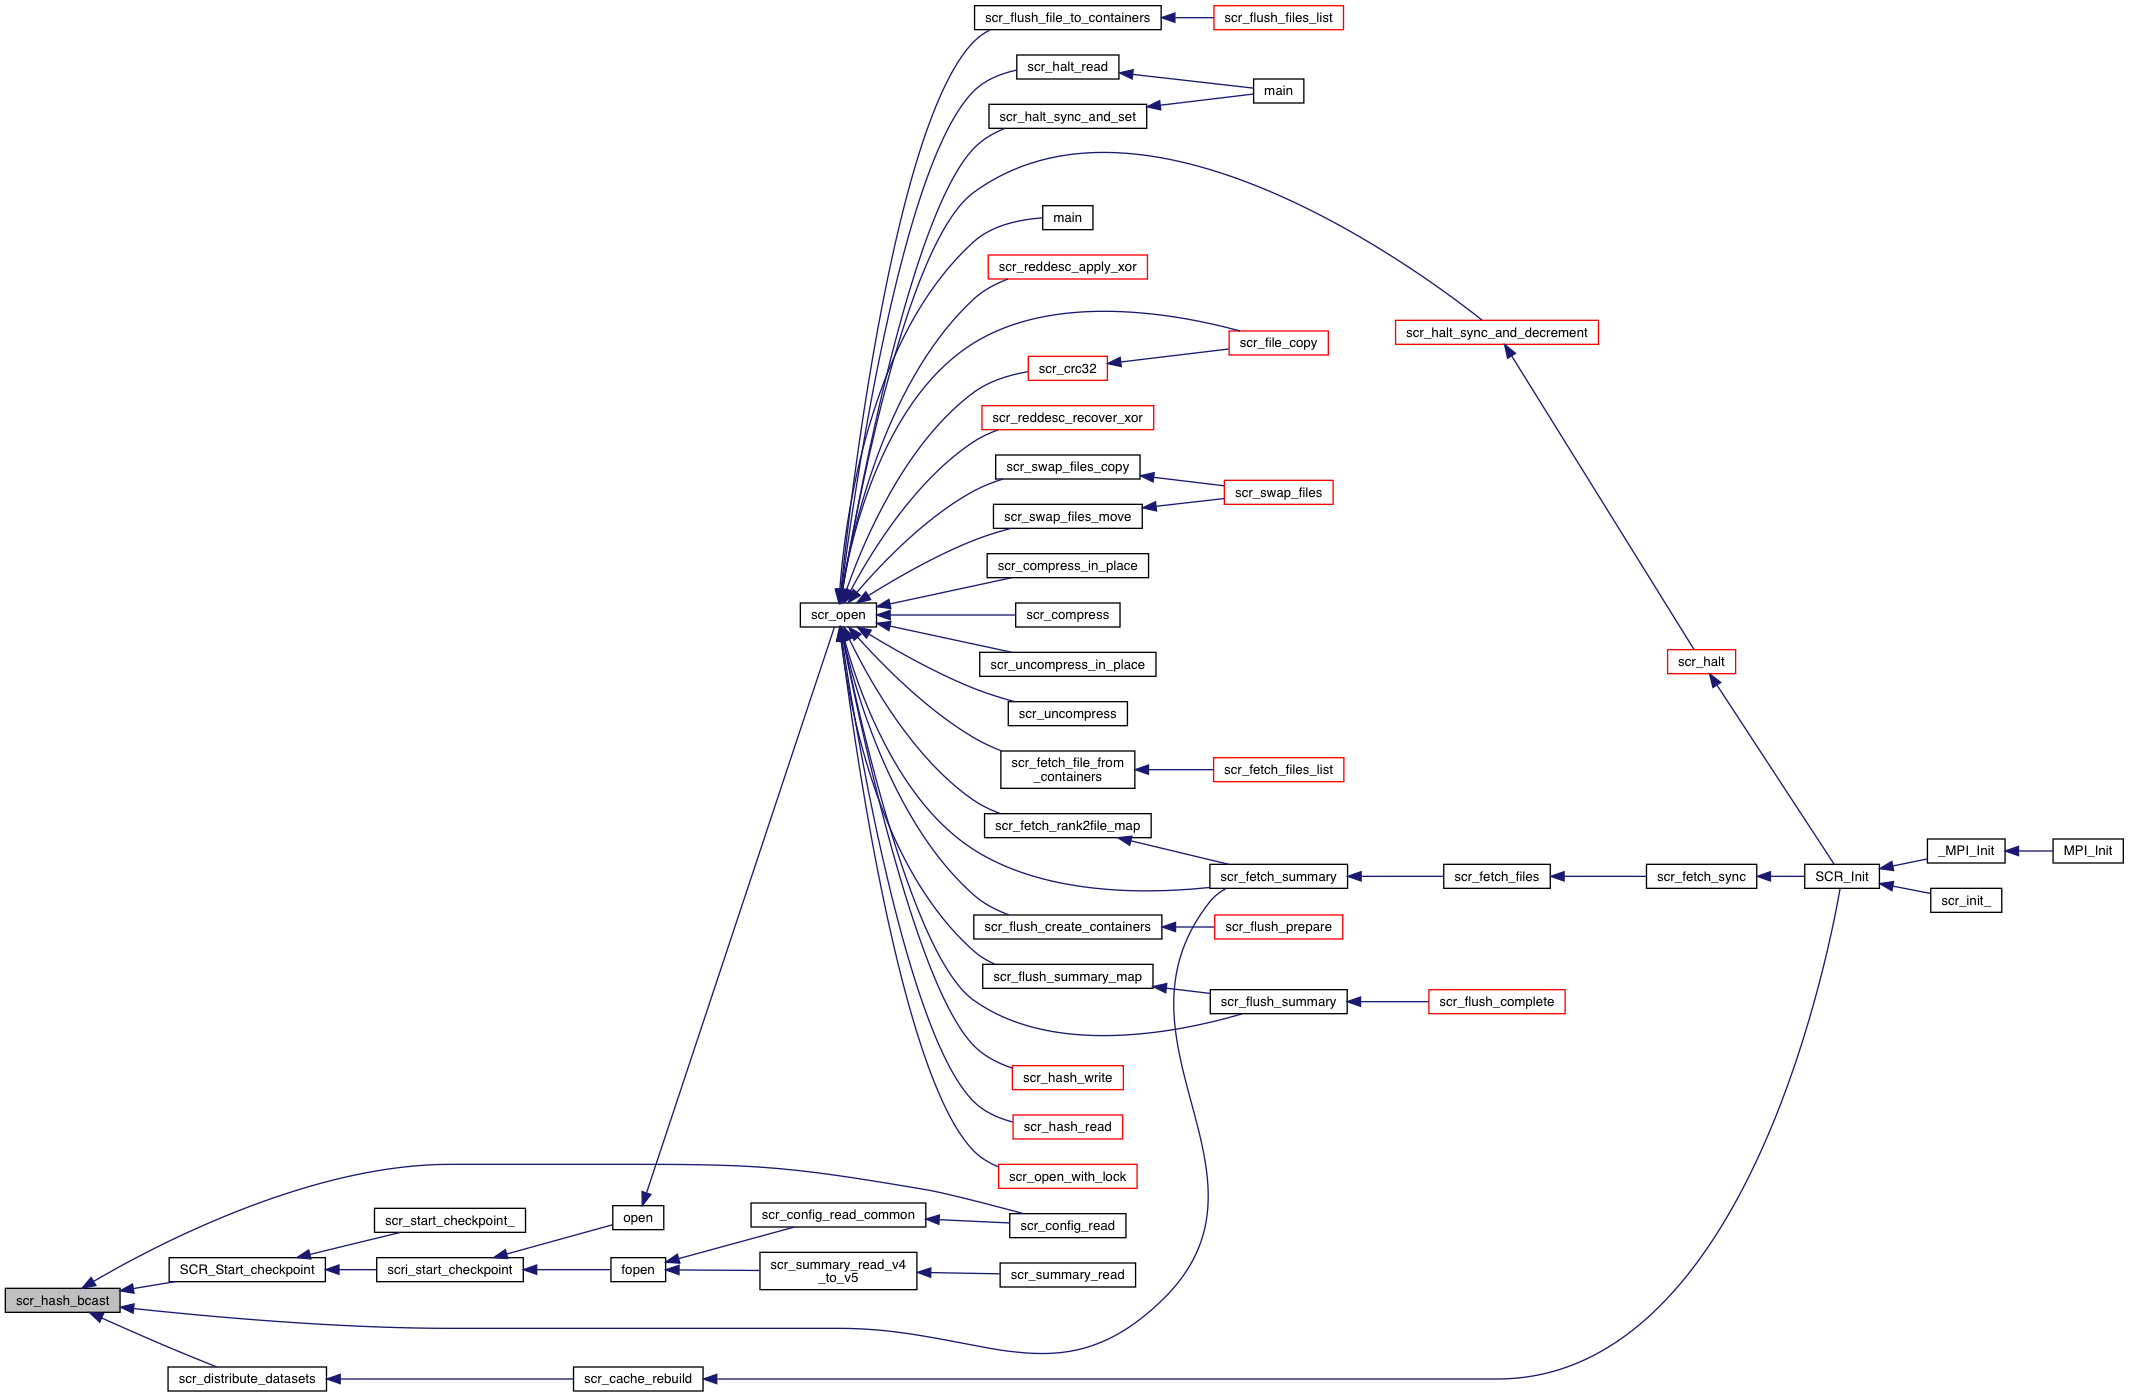 scr_flush_file_to_containers
scr_flush_files_list
scr_halt_read
main
scr_halt_sync_and_set
main
scr_reddesc_apply_xor
scr_halt_sync_and_decrement
scr_file_copy
scr_crc32
scr_reddesc_recover_xor
scr_swap_files_copy
scr_swap_files
scr_swap_files_move
scr_compress_in_place
scr_open
scr_compress
scr_uncompress_in_place
scr_halt
scr_uncompress
scr_fetch_file_from
_containers
scr_fetch_files_list
scr_fetch_rank2file_map
_MPI_Init
MPI_Init
scr_fetch_summary
scr_fetch_files
scr_fetch_sync
SCR_Init
scr_init_
scr_flush_create_containers
scr_flush_prepare
scr_flush_summary_map
scr_flush_summary
scr_flush_complete
scr_hash_write
scr_hash_read
scr_open_with_lock
scr_start_checkpoint_
open
scr_config_read_common
scr_config_read
SCR_Start_checkpoint
scri_start_checkpoint
fopen
scr_summary_read_v4
_to_v5
scr_summary_read
scr_hash_bcast
scr_distribute_datasets
scr_cache_rebuild